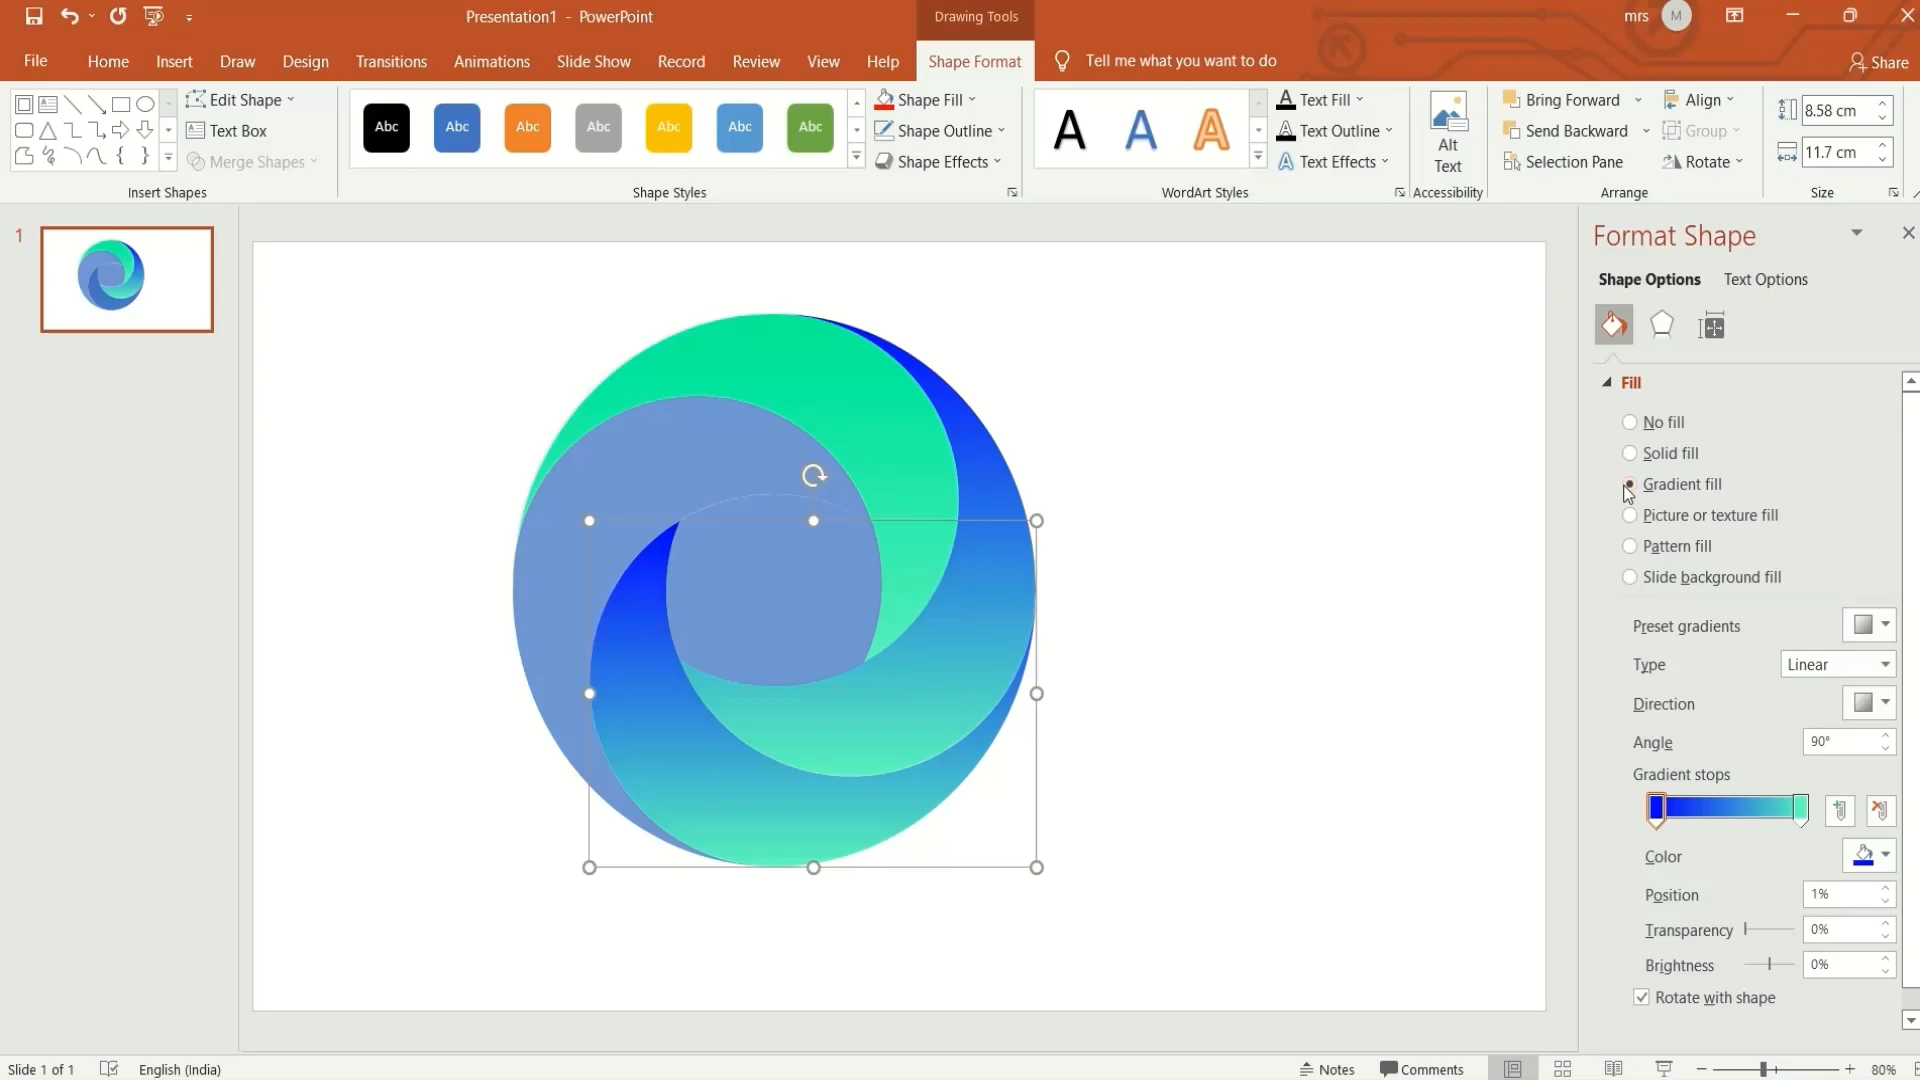 Presentation1 - PowerPoint
Drawing Tools
mrs
M
File
Home
Insert
Draw
Design
Transitions
Animations
Slide Show
Record
Review
View
Help
Shape Format
Tell me what you want to do
Share
Edit Shape
Text Box
Merge Shapes
Insert Shapes
Abc
Abc
Abc
Abc
Abc
Abc
Abc
Shape Fill
Shape Outline
Shape Effects
Shape Styles
A
A
A
Text Fill
Text Outline
Text Effects
WordArt Styles
Alt
Text
Accessibility
Bring Forward
Send Backward
Selection Pane
Align
Group
Rotate
Arrange
8.58 cm
11.7 cm
Size
1
Format Shape
Shape Options
Text Options
Fill
No fill
Solid fill
Gradient fill
Picture or texture fill
Pattern fill
Slide background fill
Preset gradients
Type
Linear
Direction
Angle
90°
Gradient stops
Color
Position
1%
Transparency
0%
Brightness
0%
Rotate with shape
Slide 1 of 1
English (India)
Notes
Comments
80%